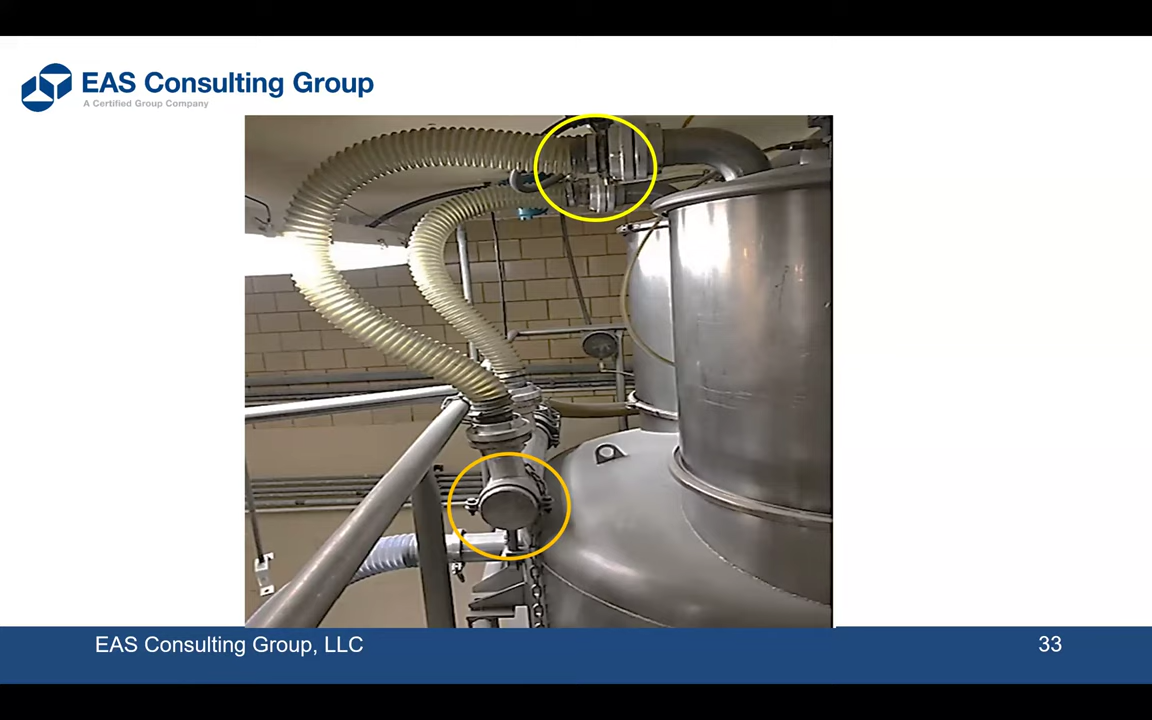 EAS Consulting Group
A Certified Group Company
EAS Consulting Group, LLC
33